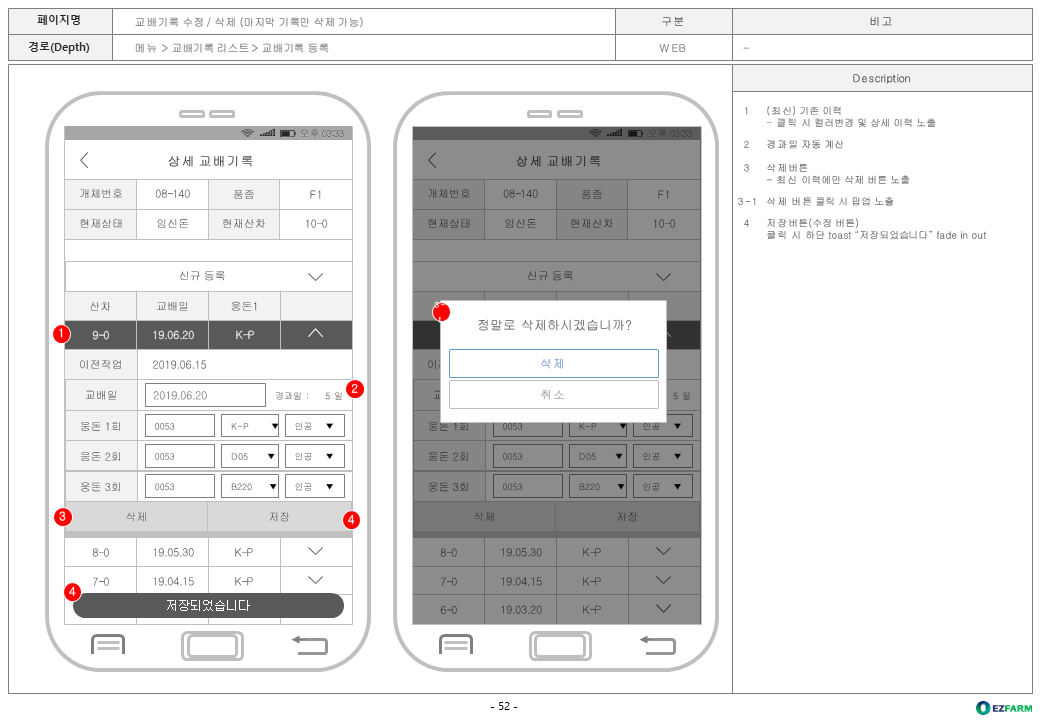 페이지명 교배기록 수정 / 삭제 (마지막 기록만 삭제 가능) 구분 비고
경로(Depth) 메뉴 > 교배기록 리스트 > 교배기록 등록 WEB -
Description
1 (최신) 기존 이력
- 클릭 시 컬러변경 및 상세 이력 노출
2 경과일 자동 계산
3 삭제버튼
- 최신 이력에만 삭제 버튼 노출
3-1 삭제 버튼 클릭 시 팝업 노출
4 저장버튼(수정 버튼)
클릭 시 하단 toast “저장되었습니다” fade in out
오후 03:33
상세 교배기록
개체번호 08-140 품종 F1
현재상태 임신돈 현재산차 10-0
신규 등록
산차 교배일 웅돈1
1 9-0 19.06.20 K-P
이전작업 2019.06.15
교배일 2019.06.20 경과일 : 5 일 2
웅돈 1회 0053 K-P ▼ 인공 ▼
웅돈 2회 0053 D05 ▼ 인공 ▼
웅돈 3회 0053 B220 ▼ 인공 ▼
3 삭제 저장 4
8-0 19.05.30 K-P
7-0 19.04.15 K-P
4 저장되었습니다
오후 03:33
상세 교배기록
개체번호 08-140 품종 F1
현재상태 임신돈 현재산차 10-0
신규 등록
정말로 삭제하시겠습니까?
삭제
취소
5 일
웅돈 1회 0053 K-P ▼ 인공 ▼
웅돈 2회 0053 D05 ▼ 인공 ▼
웅돈 3회 0053 B220 ▼ 인공 ▼
삭제 저장
8-0 19.05.30 K-P
7-0 19.04.15 K-P
6-0 19.03.20 K-P
- 52 -
EZFARM